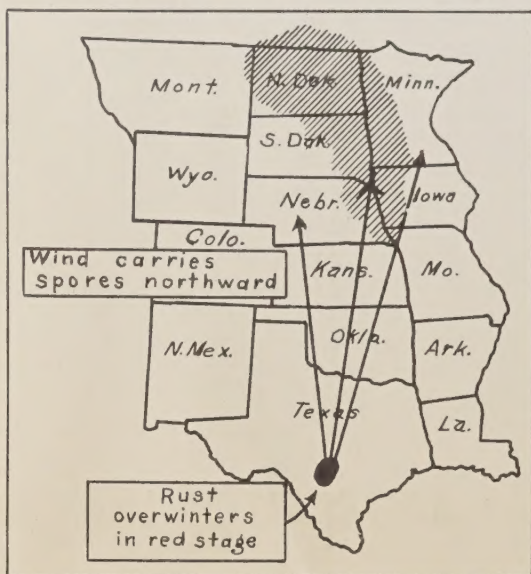 Mont.
N. Dak.
Minn.
S. Dak.
Wyo.
Nebr.
Iowa
Colo.
Wind carries
Spores northward
Kans.
Mo.
N. Mex.
Okla.
Ark.
Texas
La.
Rust
overwinters
in red stage